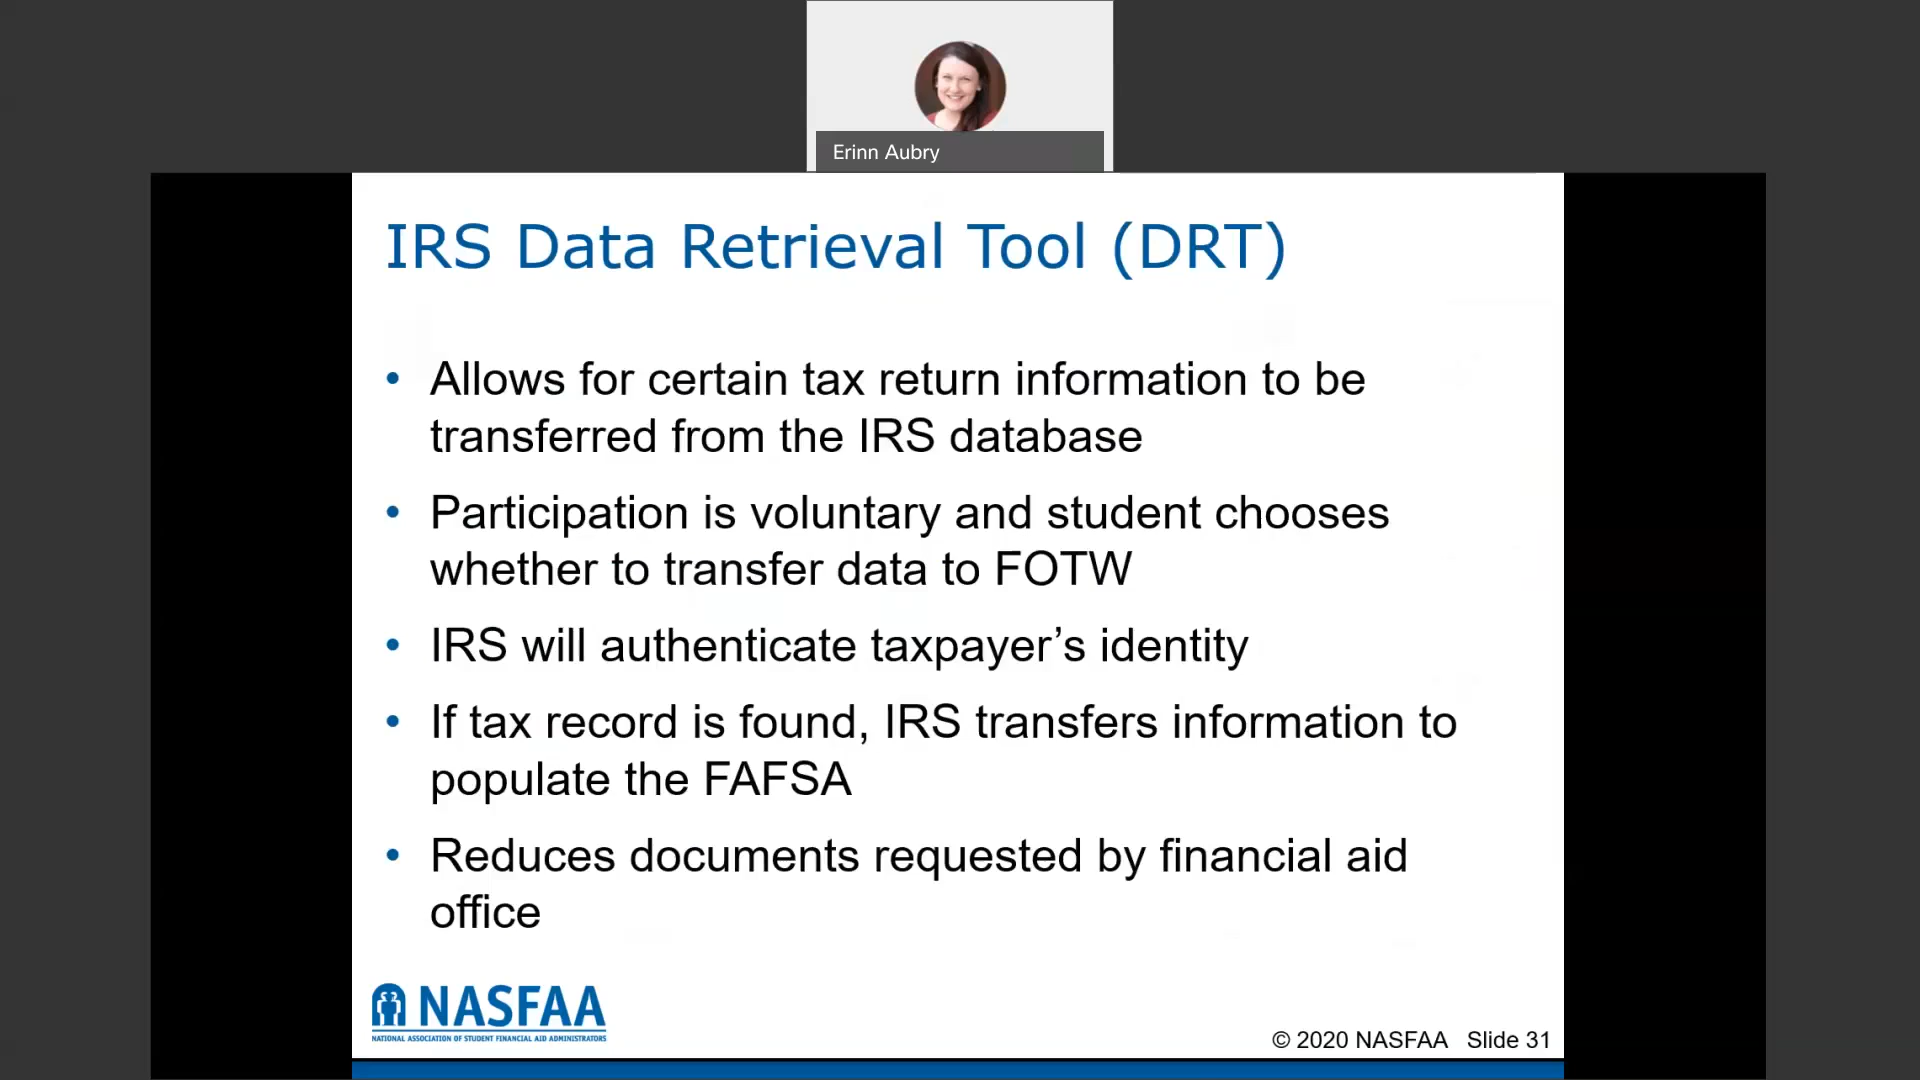 Erinn Aubry
IRS Data Retrieval Tool (DRT)
• Allows for certain tax return information to be
transferred from the IRS database
• Participation is voluntary and student chooses
whether to transfer data to FOTW
• IRS will authenticate taxpayer’s identity
• If tax record is found, IRS transfers information to
populate the FAFSA
• Reduces documents requested by financial aid
office
NASFAA
NATIONAL ASSOCIATION OF STUDENT FINANCIAL AID ADMINISTRATORS
© 2020 NASFAA Slide 31